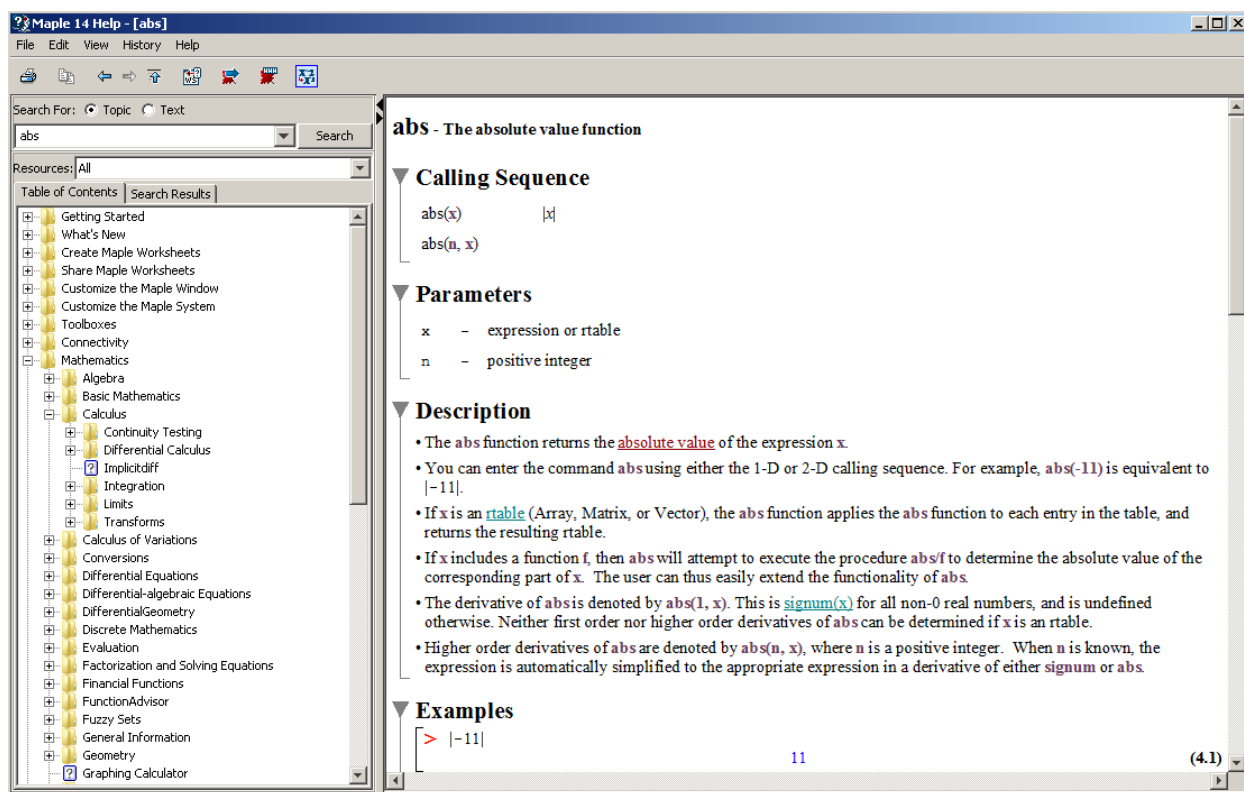 Maple 14 Help - [abs]
File Edit View History Help
Search For: Topic Text
abs Search
Resources: All
Table of Contents Search Results
Getting Started
What's New
Create Maple Worksheets
Share Maple Worksheets
Customize the Maple Window
Customize the Maple System
Toolboxes
Connectivity
Mathematics
Algebra
Basic Mathematics
Calculus
Continuity Testing
Differential Calculus
Implicitdiff
Integration
Limits
Transforms
Calculus of Variations
Conversions
Differential Equations
Differential-algebraic Equations
DifferentialGeometry
Discrete Mathematics
Evaluation
Factorization and Solving Equations
Financial Functions
FunctionAdvisor
Fuzzy Sets
General Information
Geometry
Graphing Calculator
abs - The absolute value function
Calling Sequence
abs(x) |x|
abs(n, x)
Parameters
x – expression or rtable
n – positive integer
Description
• The abs function returns the absolute value of the expression x.
• You can enter the command abs using either the 1-D or 2-D calling sequence. For example, abs(-11) is equivalent to
|−11|.
• If x is an rtable (Array, Matrix, or Vector), the abs function applies the abs function to each entry in the table, and
returns the resulting rtable.
• If x includes a function f, then abs will attempt to execute the procedure abs/f to determine the absolute value of the
corresponding part of x. The user can thus easily extend the functionality of abs.
• The derivative of abs is denoted by abs(1, x). This is signum(x) for all non-0 real numbers, and is undefined
otherwise. Neither first order nor higher order derivatives of abs can be determined if x is an rtable.
• Higher order derivatives of abs are denoted by abs(n, x), where n is a positive integer. When n is known, the
expression is automatically simplified to the appropriate expression in a derivative of either signum or abs.
Examples
> |−11|
11 (4.1)